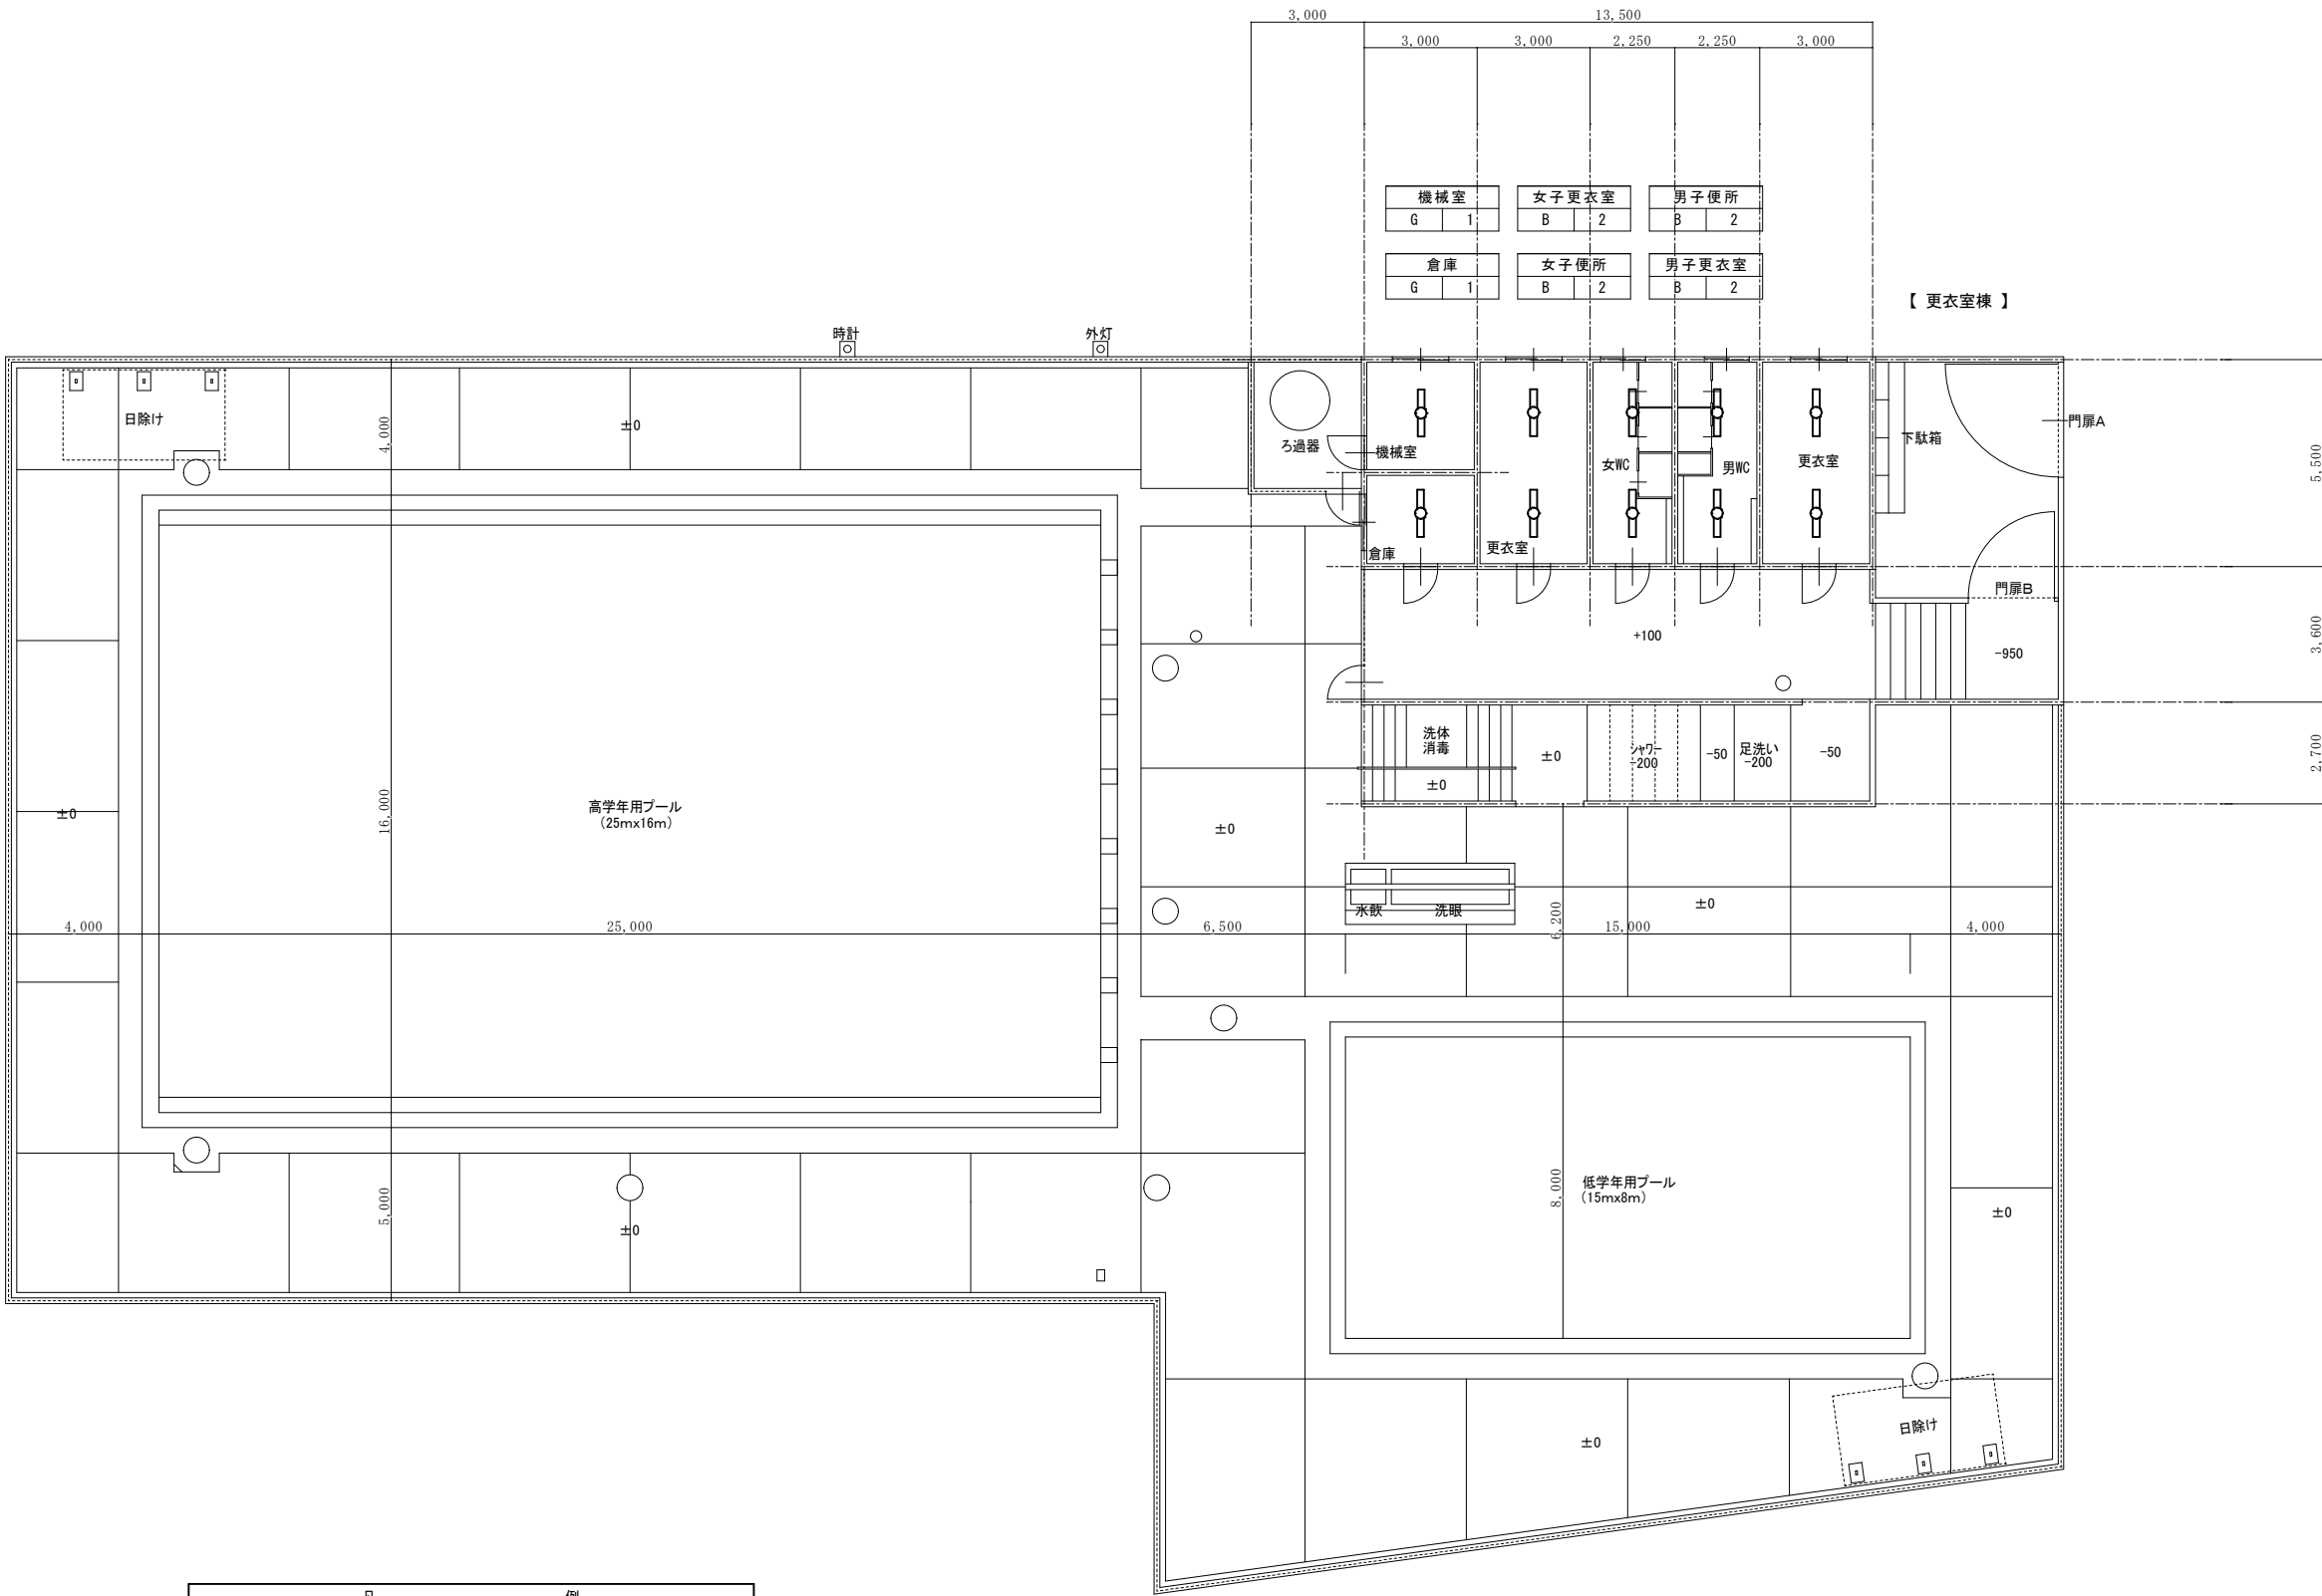 3,000 13,500
3,000 3,000 2,250 2,250 3,000
機械室 女子更衣室 男子便所
G 1 B 2 B 2
倉庫 女子便所 男子更衣室
G 1 B 2 B 2
【 更衣室棟 】
時計 外灯
日除け
4,000
±0
ろ過器
機械室
女WC
男WC
更衣室
下駄箱
門扉A
5,500
倉庫
更衣室
門扉B
+100
-950
3,600
洗体
消毒
±0
±0
シャワー
-200
-50
足洗い
-200
-50
2,700
高学年用プール
(25mx16m)
16,000
±0
±0
水飲 洗眼
±0
6,200
4,000 25,000 6,500 15,000 4,000
低学年用プール
(15mx8m)
8,000
±0
5,000
±0
日除け
±0
凡 例